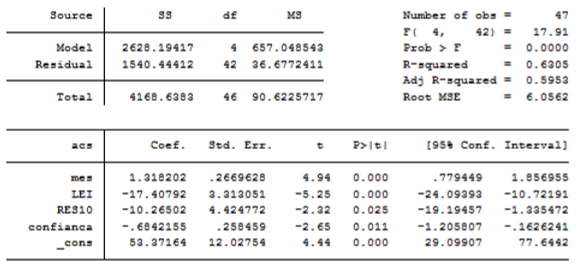 Source SS df MS Number of obs = 47
F( 4, 42) = 17.91
Model 2628.19417 4 657.048543 Prob > F = 0.0000
Residual 1540.44412 42 36.6772411 R-squared = 0.6305
Adj R-squared = 0.5953
Total 4168.6383 46 90.6225717 Root MSE = 6.0562
acs Coef. Std. Err. t P>|t| [95% Conf. Interval]
mes 1.318202 .2669628 4.94 0.000 .779449 1.856955
LEI -17.40792 3.313051 -5.25 0.000 -24.09393 -10.72191
RES10 -10.26502 4.424772 -2.32 0.025 -19.19457 -1.335472
confianca -.6842155 .258459 -2.65 0.011 -1.205807 -.1626241
_cons 53.37164 12.02754 4.44 0.000 29.09907 77.6442